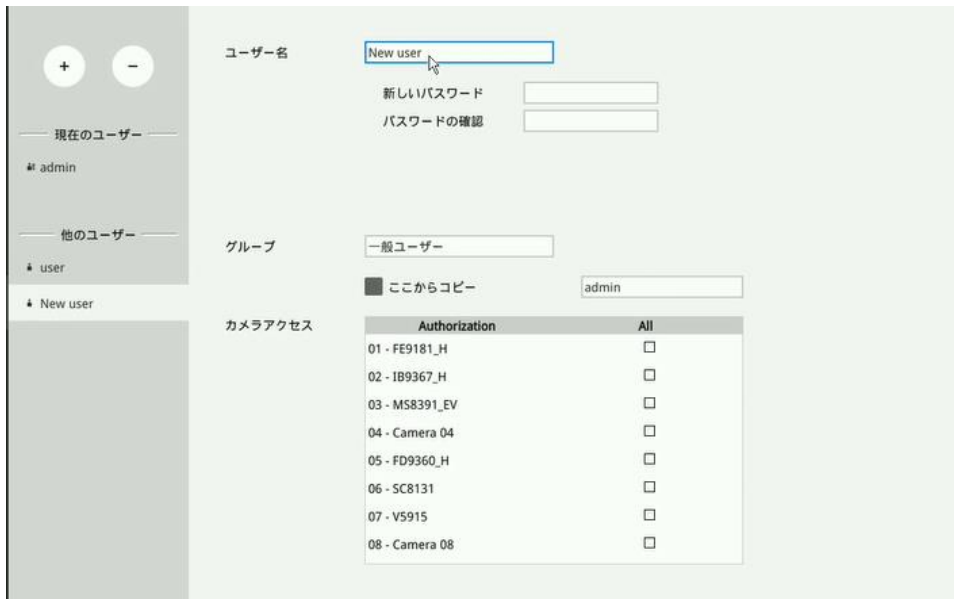 + −
現在のユーザー
admin
他のユーザー
user
New user
ユーザー名 New user
新しいパスワード
パスワードの確認
グループ 一般ユーザー
ここからコピー admin
カメラアクセス
Authorization All
01 - FE9181_H
02 - IB9367_H
03 - MS8391_EV
04 - Camera 04
05 - FD9360_H
06 - SC8131
07 - V5915
08 - Camera 08